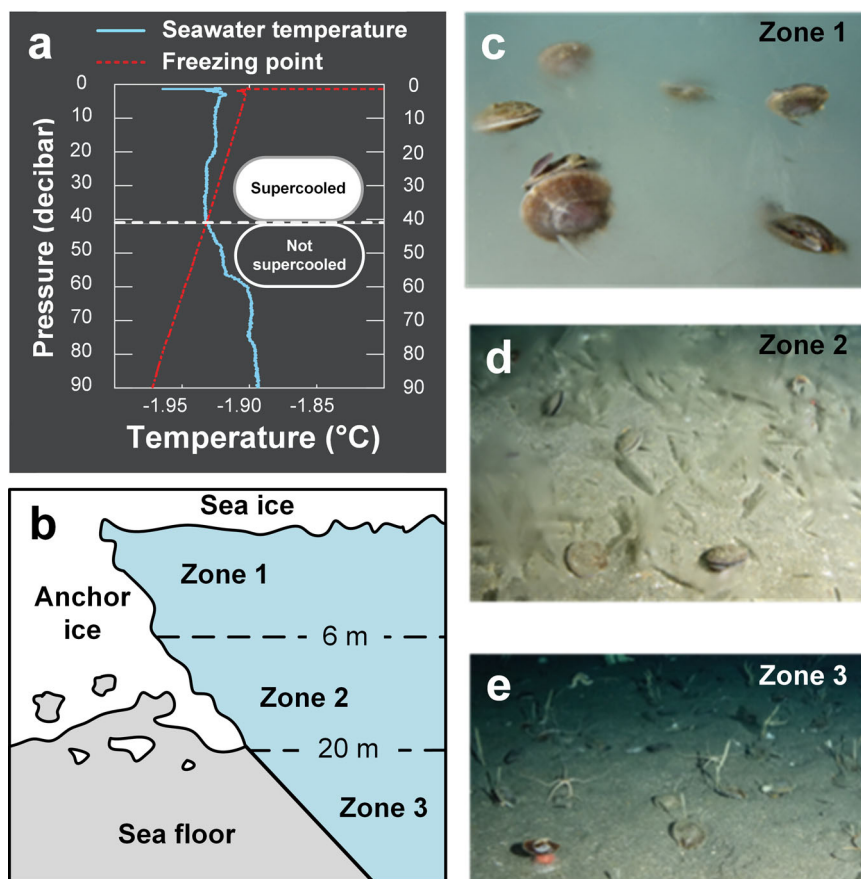 a
Seawater temperature
Freezing point
0
10
20
30
40
50
60
70
80
90
0
10
20
30
40
50
60
70
80
90
Supercooled
Not
supercooled
Pressure (decibar)
-1.95
-1.90
-1.85
Temperature (°C)
b
Sea ice
Zone 1
Anchor
ice
6 m
Zone 2
20 m
Zone 3
Sea floor
c
Zone 1
d
Zone 2
e
Zone 3